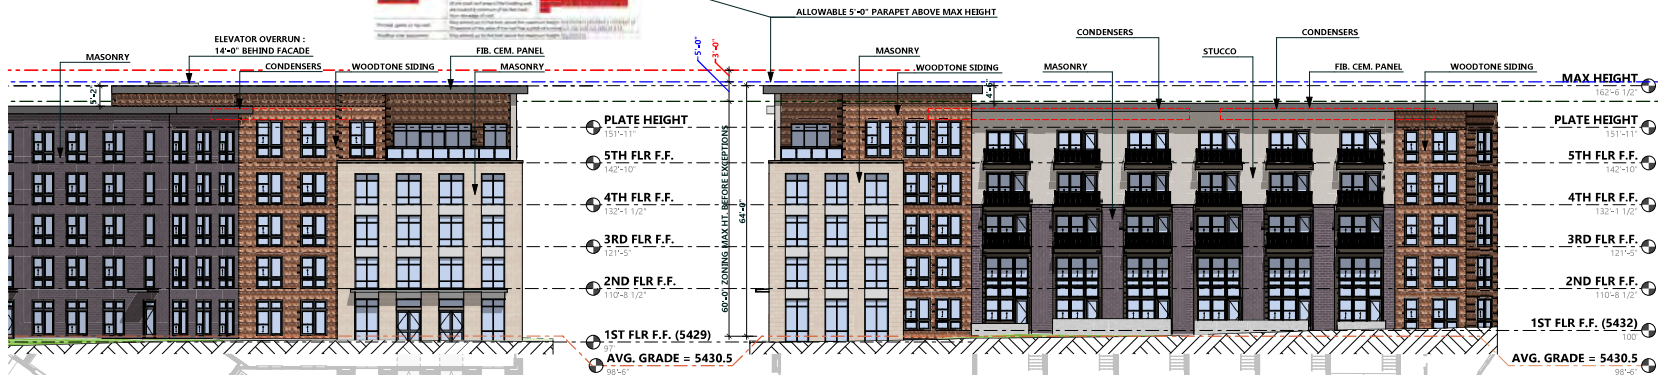 ALLOWABLE 5'-0" PARAPET ABOVE MAX HEIGHT
ELEVATOR OVERRUN :
14'-0" BEHIND FACADE
MASONRY
CONDENSERS
WOODTONE SIDING
FIB. CEM. PANEL
MASONRY
5'-2"
5'-0"
3'-0"
60'-0" ZONING MAX HT. BEFORE EXCEPTIONS
64'-0"
PLATE HEIGHT
151'-11"
5TH FLR F.F.
142'-10"
4TH FLR F.F.
132'-1 1/2"
3RD FLR F.F.
121'-5"
2ND FLR F.F.
110'-8 1/2"
1ST FLR F.F. (5429)
97'
AVG. GRADE = 5430.5
98'-6"
MASONRY
WOODTONE SIDING
MASONRY
CONDENSERS
STUCCO
CONDENSERS
FIB. CEM. PANEL
WOODTONE SIDING
MAX HEIGHT
162'-6 1/2"
PLATE HEIGHT
151'-11"
5TH FLR F.F.
142'-10"
4TH FLR F.F.
132'-1 1/2"
3RD FLR F.F.
121'-5"
2ND FLR F.F.
110'-8 1/2"
1ST FLR F.F. (5432)
100'
AVG. GRADE = 5430.5
98'-6"